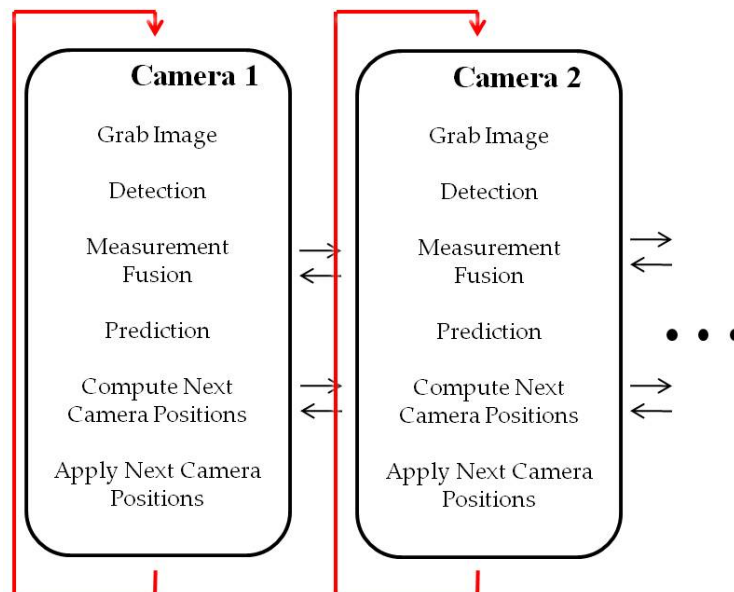 Camera 1
Grab Image
Detection
Measurement
Fusion
Prediction
Compute Next
Camera Positions
Apply Next Camera
Positions
Camera 2
Grab Image
Detection
Measurement
Fusion
Prediction
Compute Next
Camera Positions
Apply Next Camera
Positions